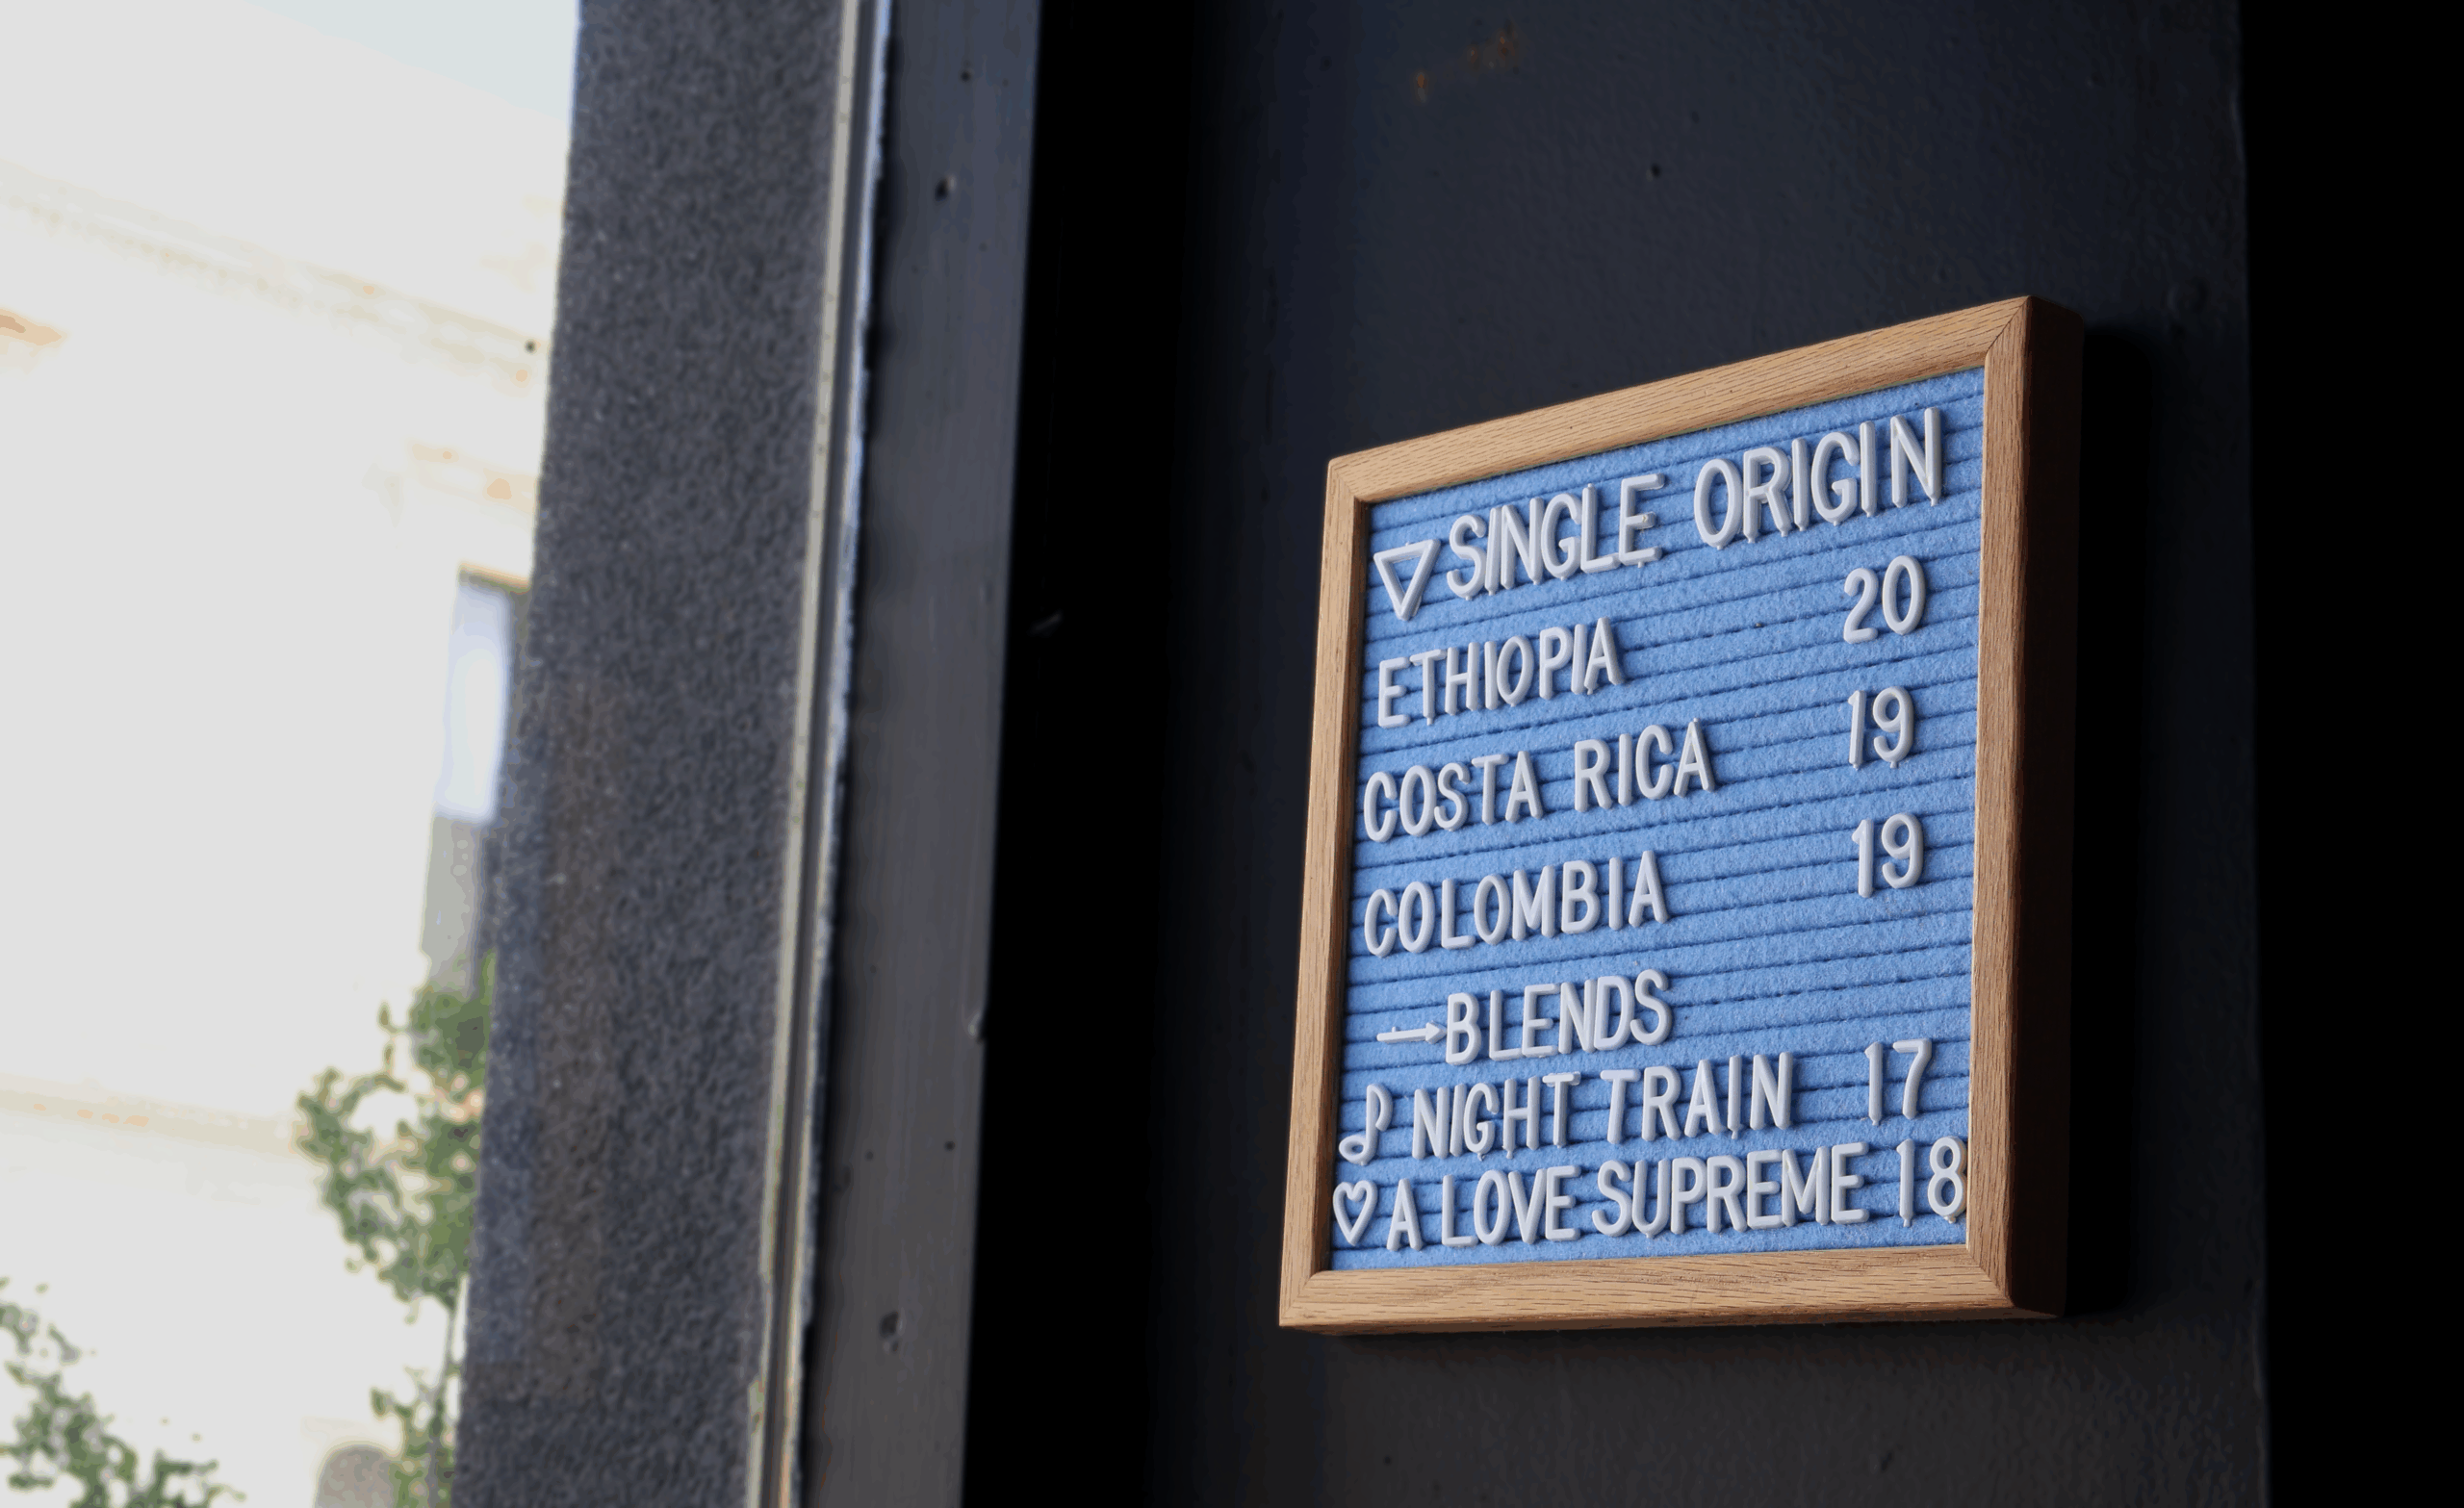 ▽ SINGLE ORIGIN
ETHIOPIA 20
COSTA RICA 19
COLOMBIA 19
→ BLENDS
♪ NIGHT TRAIN 17
♡ A LOVE SUPREME 18